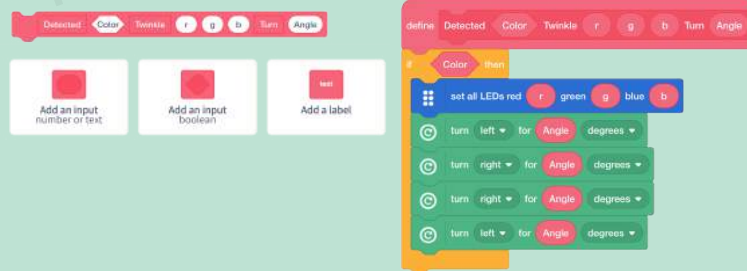 Detected Color Twinkle r g b Turn Angle
Add an input
number or text
Add an input
boolean
text
Add a label
define Detected Color Twinkle r g b Turn Angle
if Color then
set all LEDs red r green g blue b
turn left for Angle degrees
turn right for Angle degrees
turn right for Angle degrees
turn left for Angle degrees